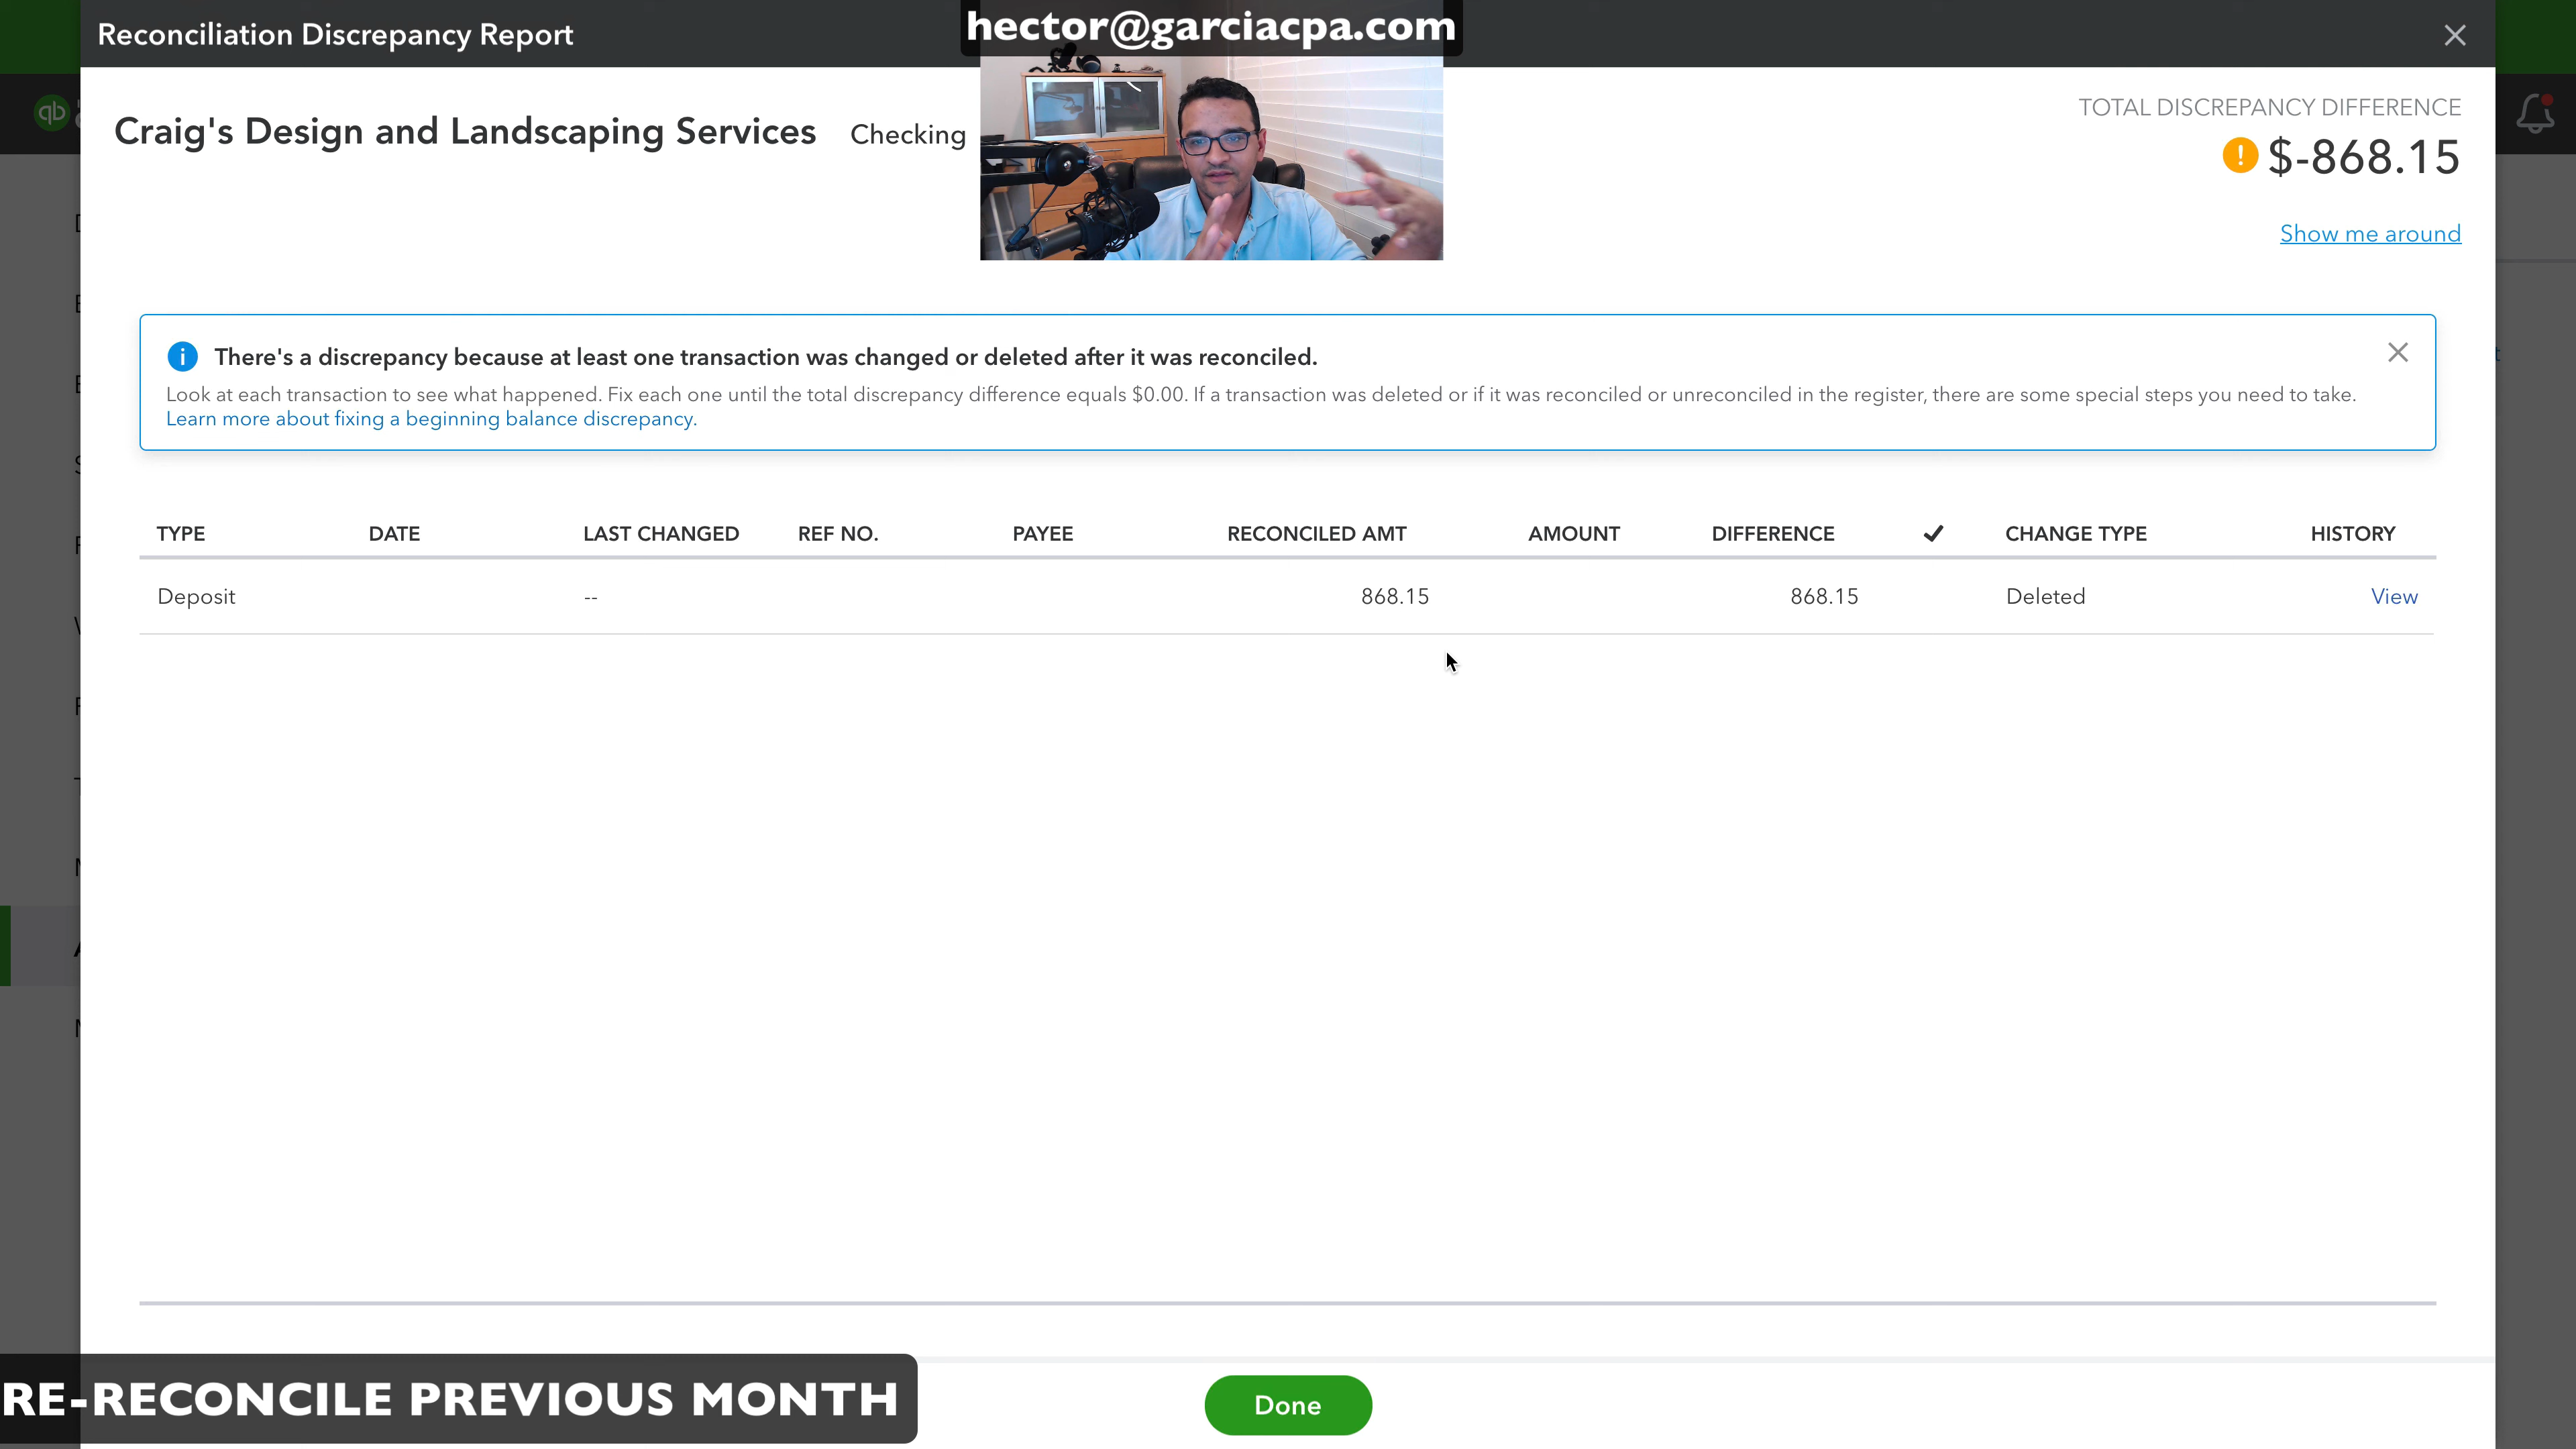 hector@garciacpa.com
Reconciliation Discrepancy Report
qb
Craig's Design and Landscaping Services Checking
TOTAL DISCREPANCY DIFFERENCE
! $-868.15
Show me around
There's a discrepancy because at least one transaction was changed or deleted after it was reconciled.
Look at each transaction to see what happened. Fix each one until the total discrepancy difference equals $0.00. If a transaction was deleted or if it was reconciled or unreconciled in the register, there are some special steps you need to take.
Learn more about fixing a beginning balance discrepancy.
TYPE DATE LAST CHANGED REF NO. PAYEE RECONCILED AMT AMOUNT DIFFERENCE ✓ CHANGE TYPE HISTORY
Deposit -- 868.15 868.15 Deleted View
RE-RECONCILE PREVIOUS MONTH
Done